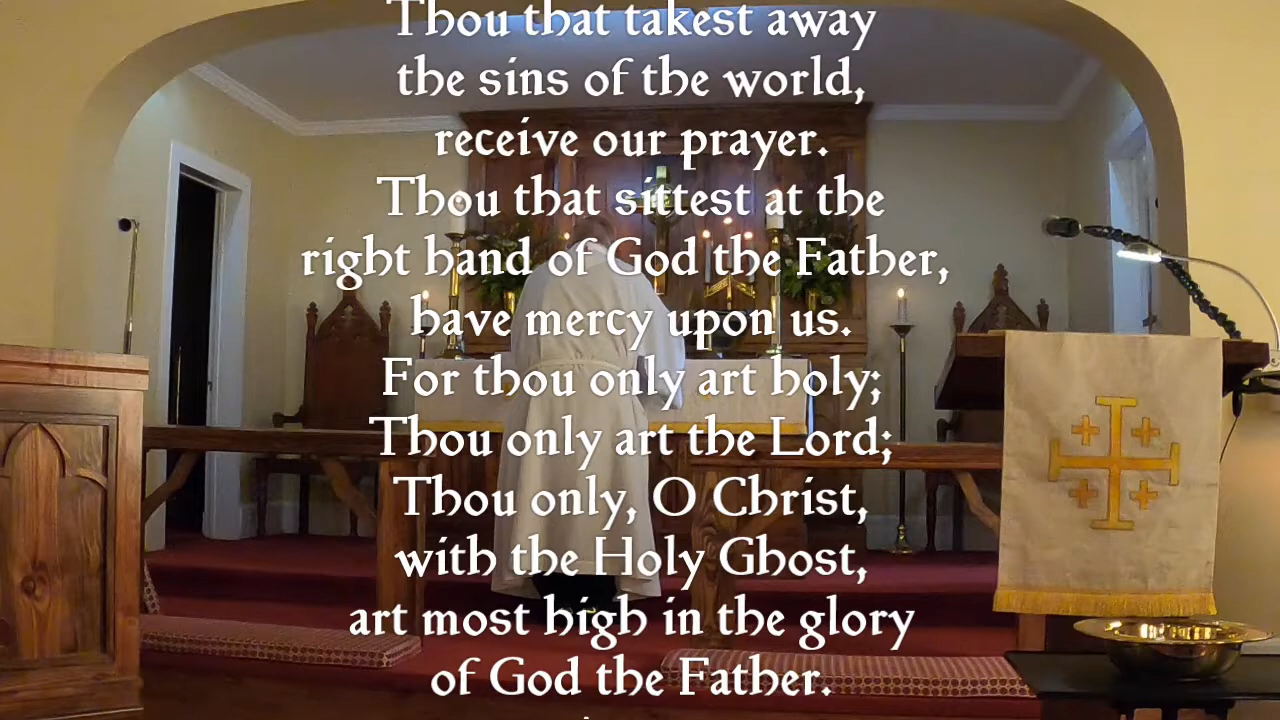 Thou that takest away
the sins of the world,
receive our prayer.
Thou that sittest at the
right hand of God the Father,
have mercy upon us.
For thou only art holy;
Thou only art the Lord;
Thou only, O Christ,
with the Holy Ghost,
art most high in the glory
of God the Father.